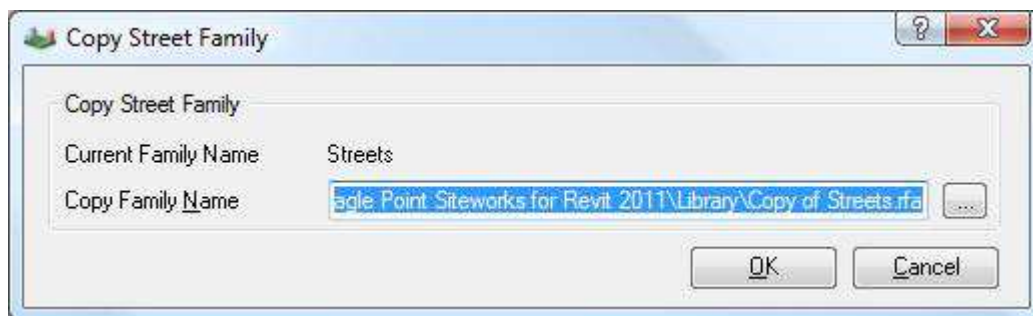 Copy Street Family
Copy Street Family
Current Family Name Streets
Copy Family Name eagle Point Siteworks for Revit 2011\Library\Copy of Streets.rfa ...
OK Cancel